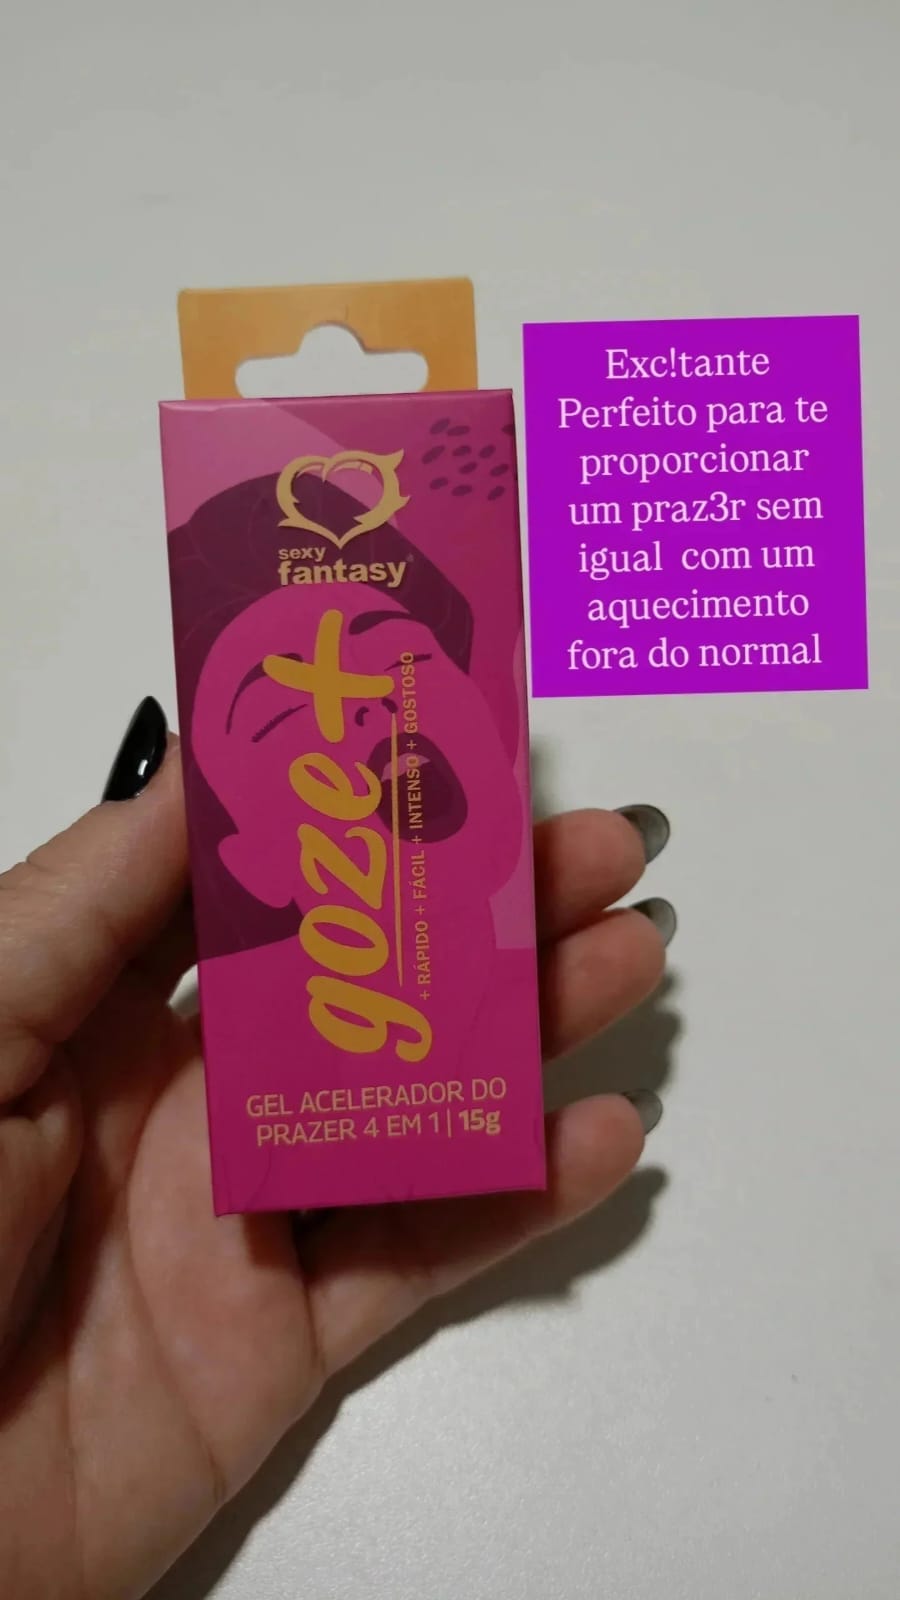 sexy
fantasy
goze+
+ RÁPIDO + FÁCIL + INTENSO + GOSTOSO
GEL ACELERADOR DO
PRAZER 4 EM 1 | 15g
Exc!tante
Perfeito para te
proporcionar
um praz3r sem
igual com um
aquecimento
fora do normal